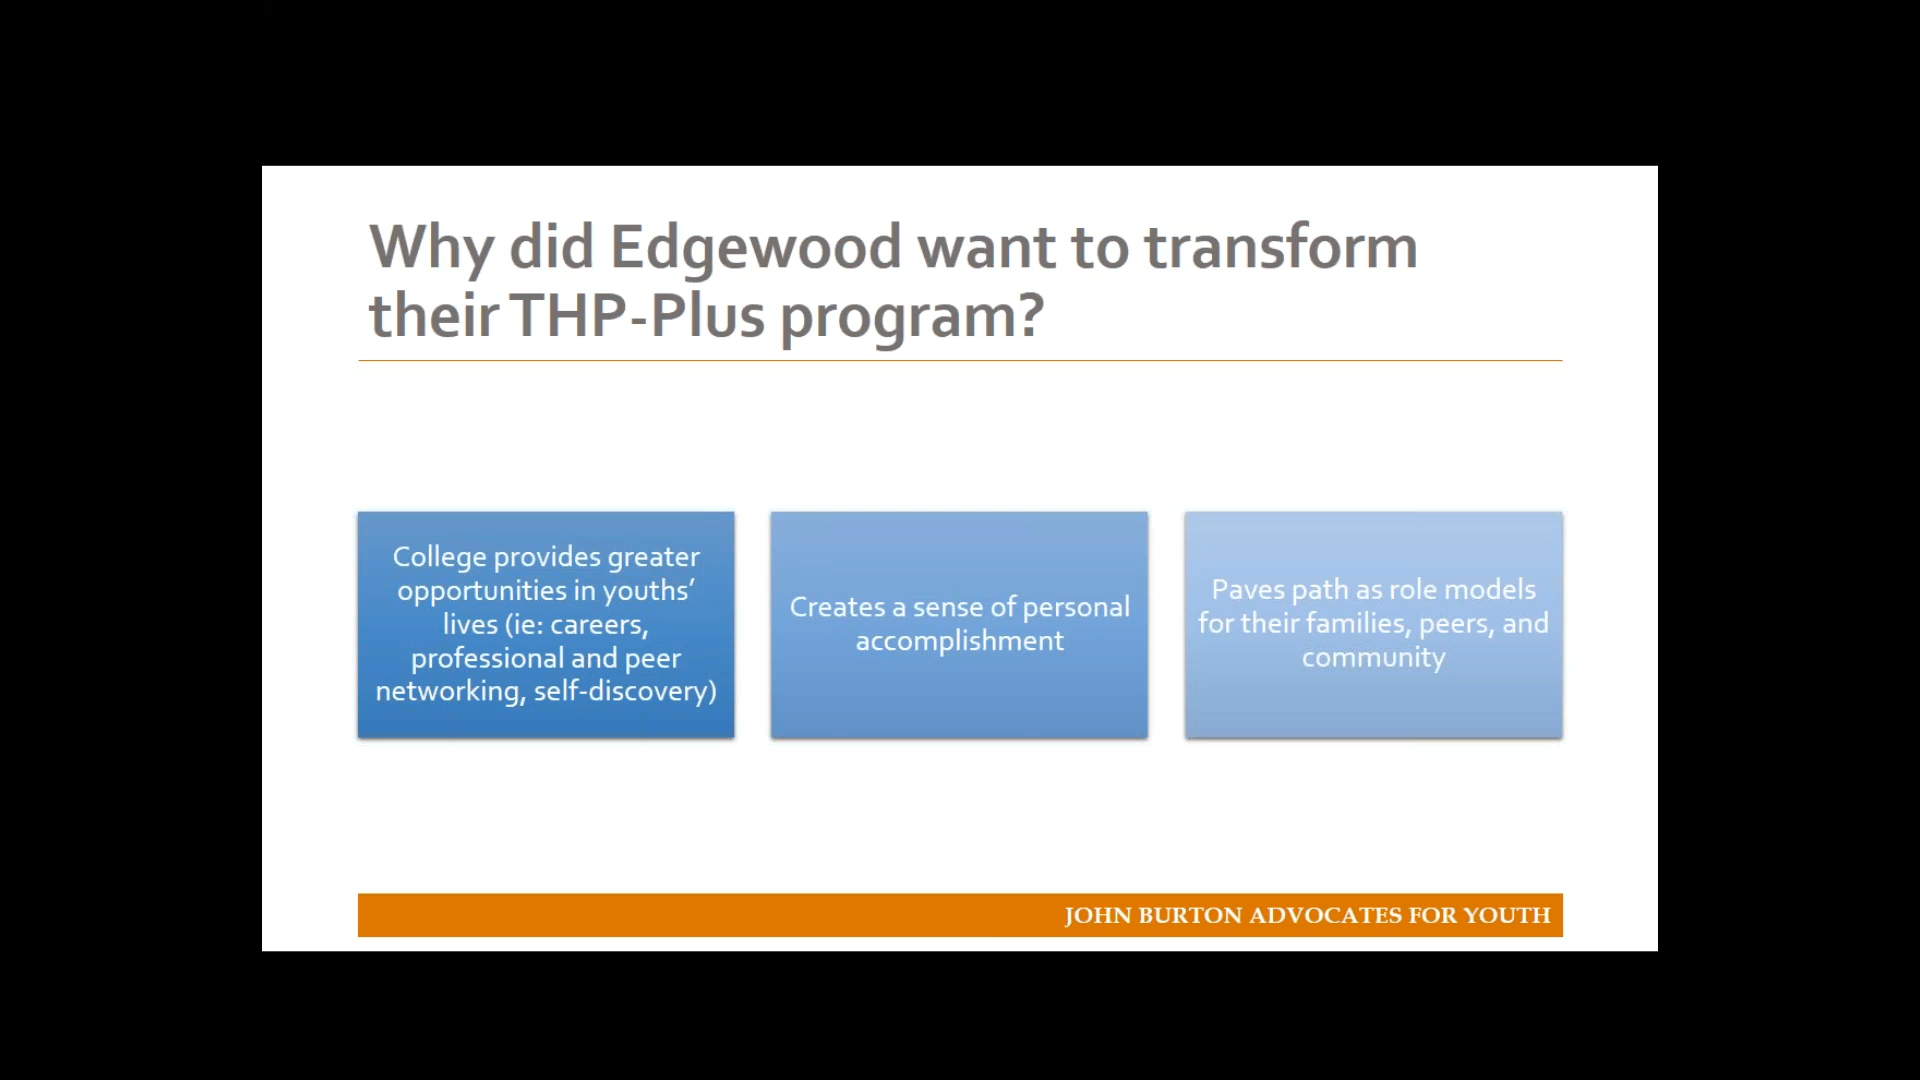 Why did Edgewood want to transform
their THP-Plus program?
College provides greater
opportunities in youths’
lives (ie: careers,
professional and peer
networking, self-discovery)
Creates a sense of personal
accomplishment
Paves path as role models
for their families, peers, and
community
JOHN BURTON ADVOCATES FOR YOUTH